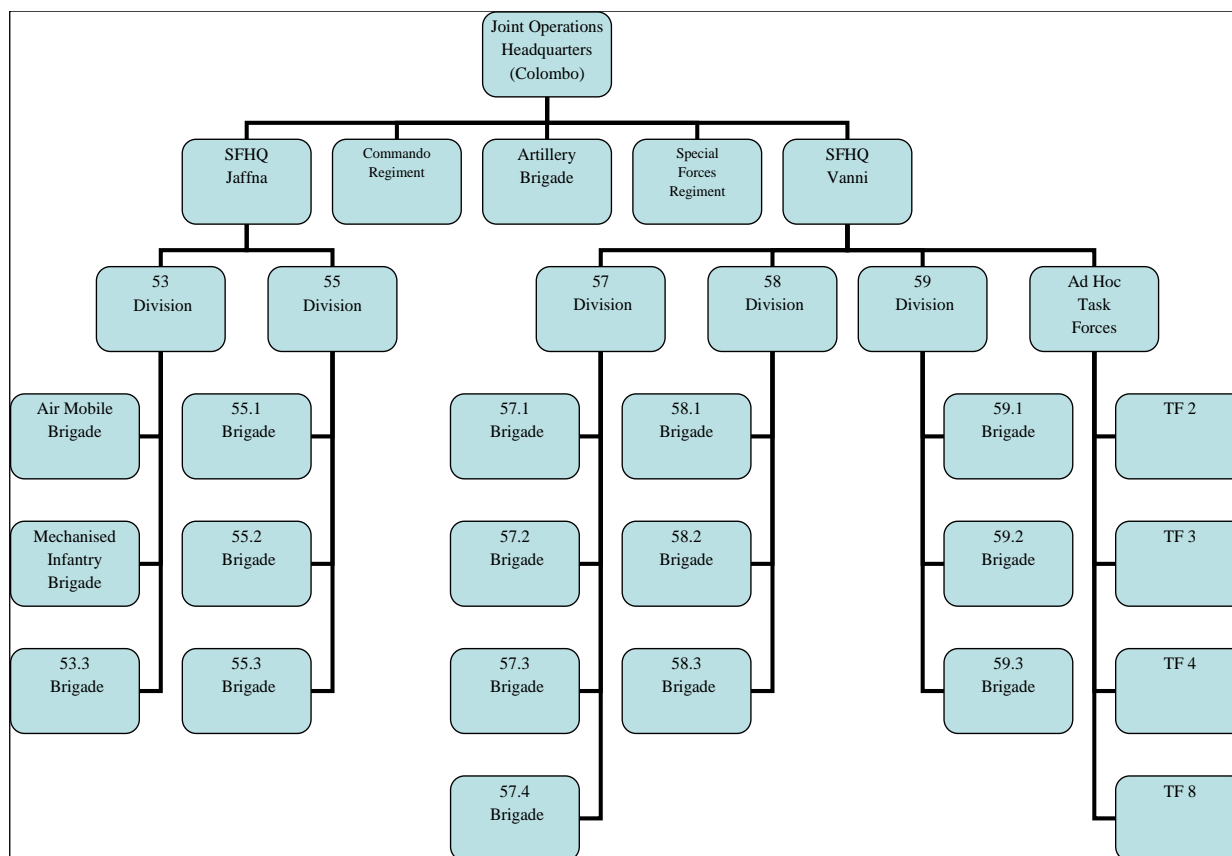 Joint Operations
Headquarters
(Colombo)
SFHQ
Jaffna
Commando
Regiment
Artillery
Brigade
Special
Forces
Regiment
SFHQ
Vanni
53
Division
55
Division
57
Division
58
Division
59
Division
Ad Hoc
Task
Forces
Air Mobile
Brigade
55.1
Brigade
57.1
Brigade
58.1
Brigade
59.1
Brigade
TF 2
Mechanised
Infantry
Brigade
55.2
Brigade
57.2
Brigade
58.2
Brigade
59.2
Brigade
TF 3
53.3
Brigade
55.3
Brigade
57.3
Brigade
58.3
Brigade
59.3
Brigade
TF 4
57.4
Brigade
TF 8